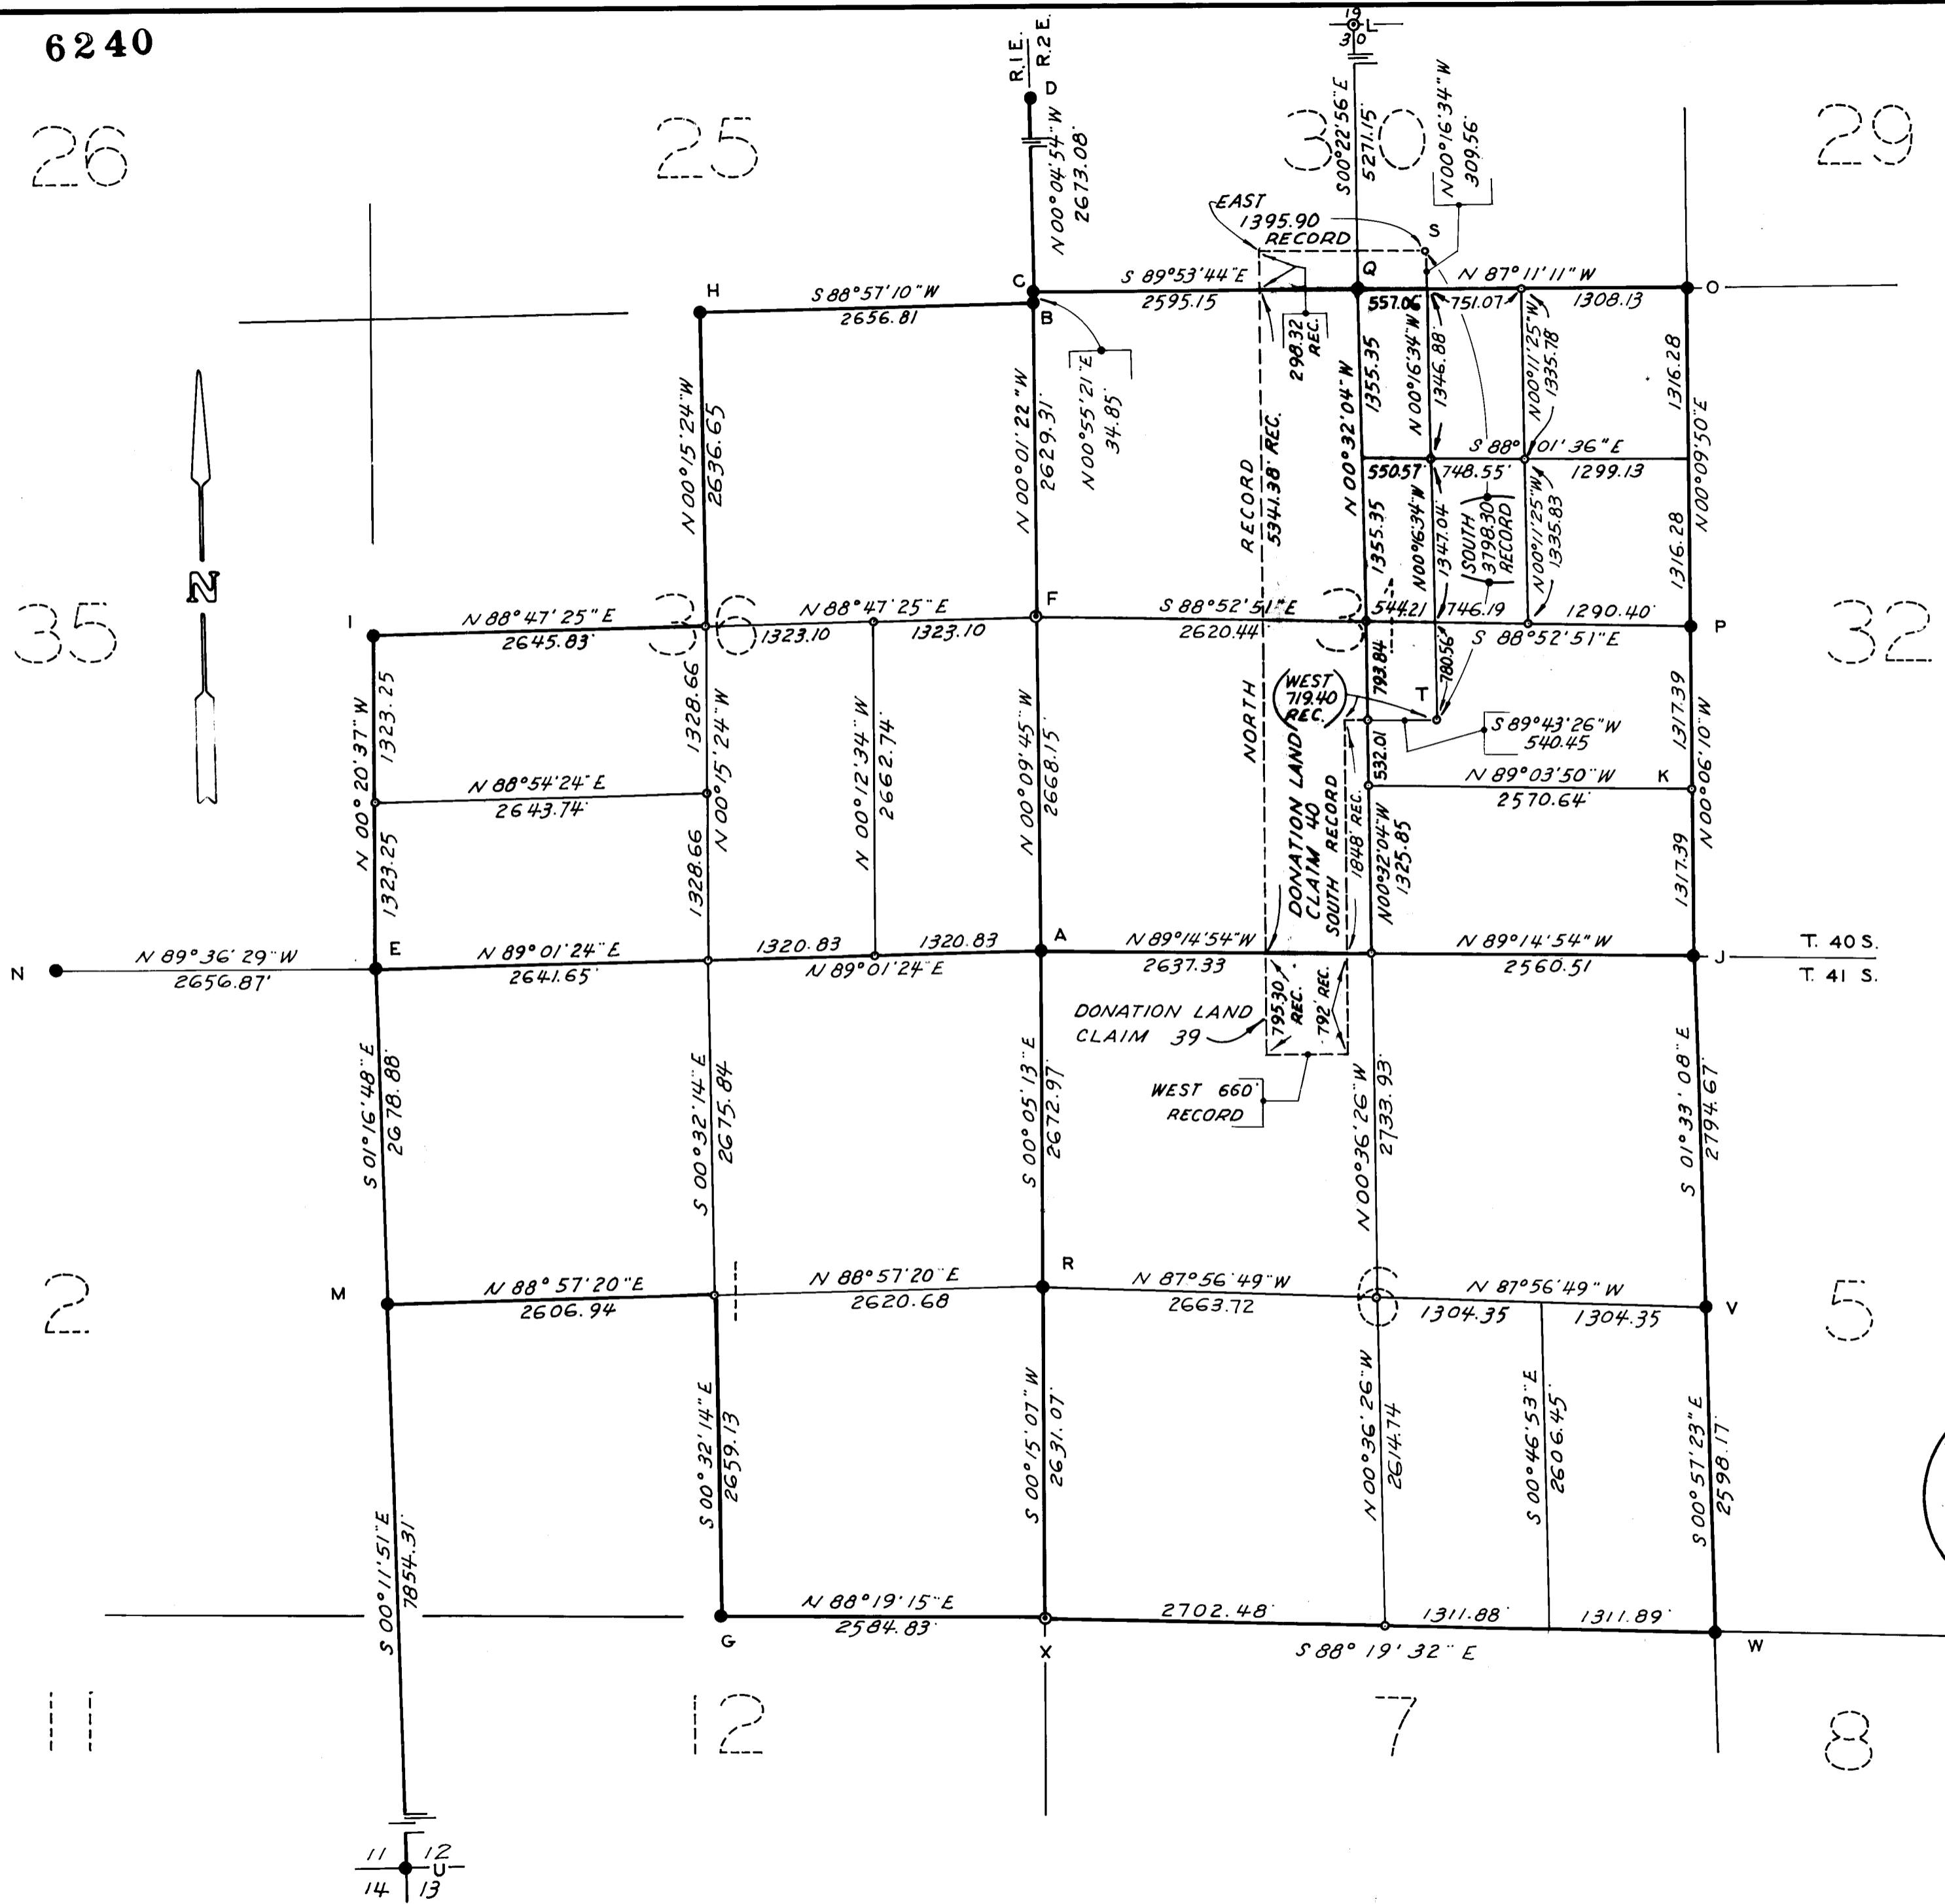 6240
R.1 E.
R.2 E.
D
19
L
30
26
25
30
29
N 00° 04' 54" W
2673.08'
S 00° 22' 56" E
5271.15'
N 00° 16' 34" W
309.56'
EAST
1395.90
RECORD
S
H
S 88° 57' 10" W
2656.81
C
B
S 89° 53' 44" E
2595.15
Q
N 87° 11' 11" W
557.06'
751.07'
1308.13
O
298.32
REC.
N 00° 55' 21" E
34.85'
N 00° 15' 24" W
2636.65
N 00° 01' 22" W
2629.31'
RECORD
5341.38' REC.
N 00° 32' 04" W
1355.35
N 00° 16' 34" W
1346.88'
N 00° 11' 25" W
1335.78'
1316.28
N 00° 09' 50" E
S 88° 01' 36" E
550.57'
748.55'
1299.13
1355.35
N 00° 16' 34" W
1347.04'
SOUTH
3798.30
RECORD
N 00° 11' 25" W
1335.83'
1316.28
N
35
I
N 88° 47' 25" E
2645.83'
36
N 88° 47' 25" E
1323.10
1323.10
F
S 88° 52' 51" E
2620.44'
3
544.21
746.19
1290.40'
S 88° 52' 51" E
P
32
N 00° 20' 37" W
1323.25
1328.66
N 00° 15' 24" W
N 00° 12' 34" W
2662.74'
N 00° 09' 45" W
2668.15'
NORTH
WEST
719.40
REC.
793.84
780.56'
T
S 89° 43' 26" W
540.45
1317.39
N 00° 06' 10" W
532.01
N 88° 54' 24" E
2643.74'
N 89° 03' 50" W
2570.64'
K
DONATION LAND
CLAIM 40
SOUTH RECORD
1848' REC.
N 00° 32' 04" W
1325.85
1323.25
1328.66
1317.39
N
N 89° 36' 29" W
2656.87'
E
N 89° 01' 24" E
2641.65'
1320.83
1320.83
N 89° 01' 24" E
A
N 89° 14' 54" W
2637.33
N 89° 14' 54" W
2560.51
J
T. 40 S.
T. 41 S.
DONATION LAND
CLAIM 39
795.30
REC.
792' REC.
WEST 660'
RECORD
S 01° 16' 48" E
2678.88'
S 00° 32' 14" E
2675.84
S 00° 05' 13" E
2672.97'
N 00° 36' 26" W
2733.93'
S 01° 33' 08" E
2794.67'
2
M
N 88° 57' 20" E
2606.94
N 88° 57' 20" E
2620.68
R
N 87° 56' 49" W
2663.72
N 87° 56' 49" W
1304.35
1304.35
V
5
S 00° 11' 51" E
7854.31'
S 00° 32' 14" E
2659.13
S 00° 15' 07" W
2631.07'
N 00° 36' 26" W
2614.74
S 00° 46' 53" E
2606.45'
S 00° 57' 23" E
2598.17'
G
N 88° 19' 15" E
2584.83'
X
2702.48'
1311.88'
1311.89'
S 88° 19' 32" E
W
11
12
7
8
11
12
U
14
13